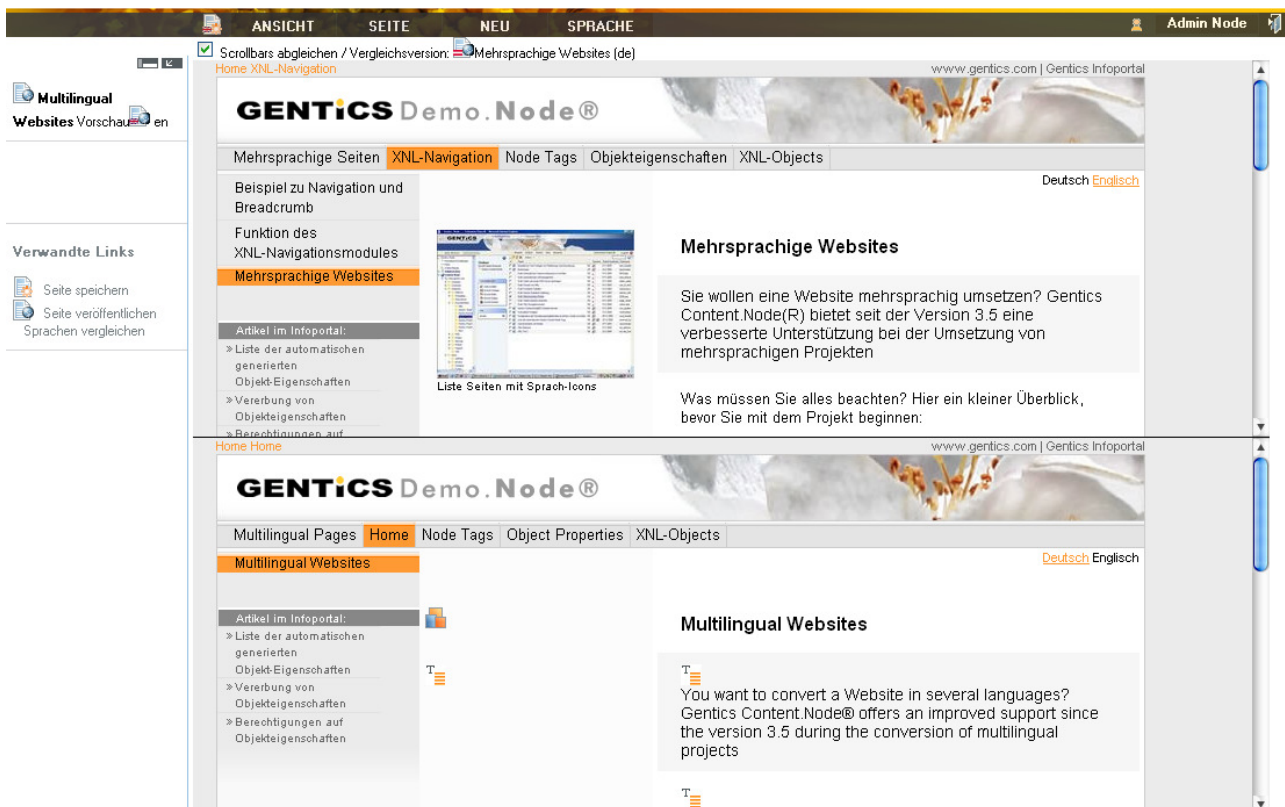 ANSICHT SEITE NEU SPRACHE Admin Node
Scrollbars abgleichen / Vergleichsversion: Mehrsprachige Websites (de)
Multilingual
Websites Vorschau en
Verwandte Links
Seite speichern
Seite veröffentlichen
Sprachen vergleichen
Home XNL-Navigation www.gentics.com | Gentics Infoportal
GENTiCS Demo.Node®
Mehrsprachige Seiten XNL-Navigation Node Tags Objekteigenschaften XNL-Objects
Deutsch Englisch
Beispiel zu Navigation und
Breadcrumb
Funktion des
XNL-Navigationsmodules
Mehrsprachige Websites
Artikel im Infoportal:
» Liste der automatischen
generierten
Objekt-Eigenschaften
» Vererbung von
Objekteigenschaften
» Berechtigungen auf
Liste Seiten mit Sprach-Icons
Mehrsprachige Websites
Sie wollen eine Website mehrsprachig umsetzen? Gentics
Content.Node(R) bietet seit der Version 3.5 eine
verbesserte Unterstützung bei der Umsetzung von
mehrsprachigen Projekten
Was müssen Sie alles beachten? Hier ein kleiner Überblick,
bevor Sie mit dem Projekt beginnen:
Home Home www.gentics.com | Gentics Infoportal
GENTiCS Demo.Node®
Multilingual Pages Home Node Tags Object Properties XNL-Objects
Deutsch Englisch
Multilingual Websites
Artikel im Infoportal:
» Liste der automatischen
generierten
Objekt-Eigenschaften
» Vererbung von
Objekteigenschaften
» Berechtigungen auf
Objekteigenschaften
T
Multilingual Websites
T
You want to convert a Website in several languages?
Gentics Content.Node® offers an improved support since
the version 3.5 during the conversion of multilingual
projects
T